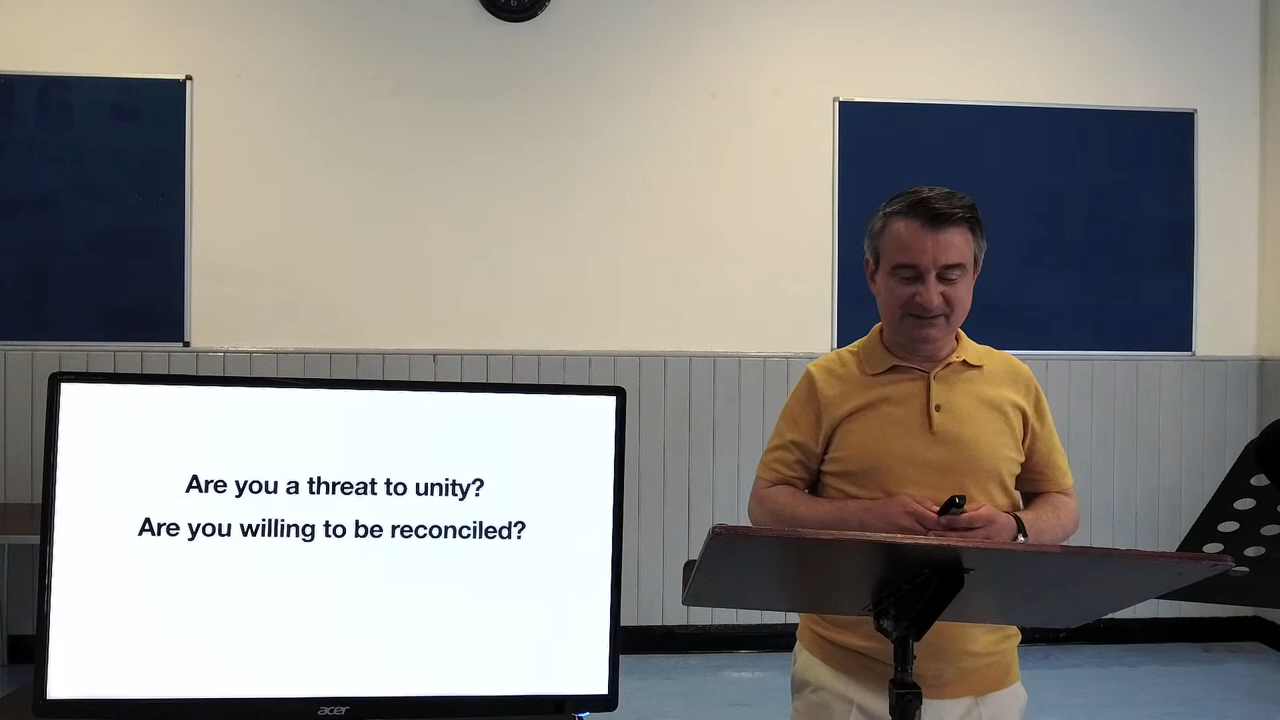 Are you a threat to unity?
Are you willing to be reconciled?
acer